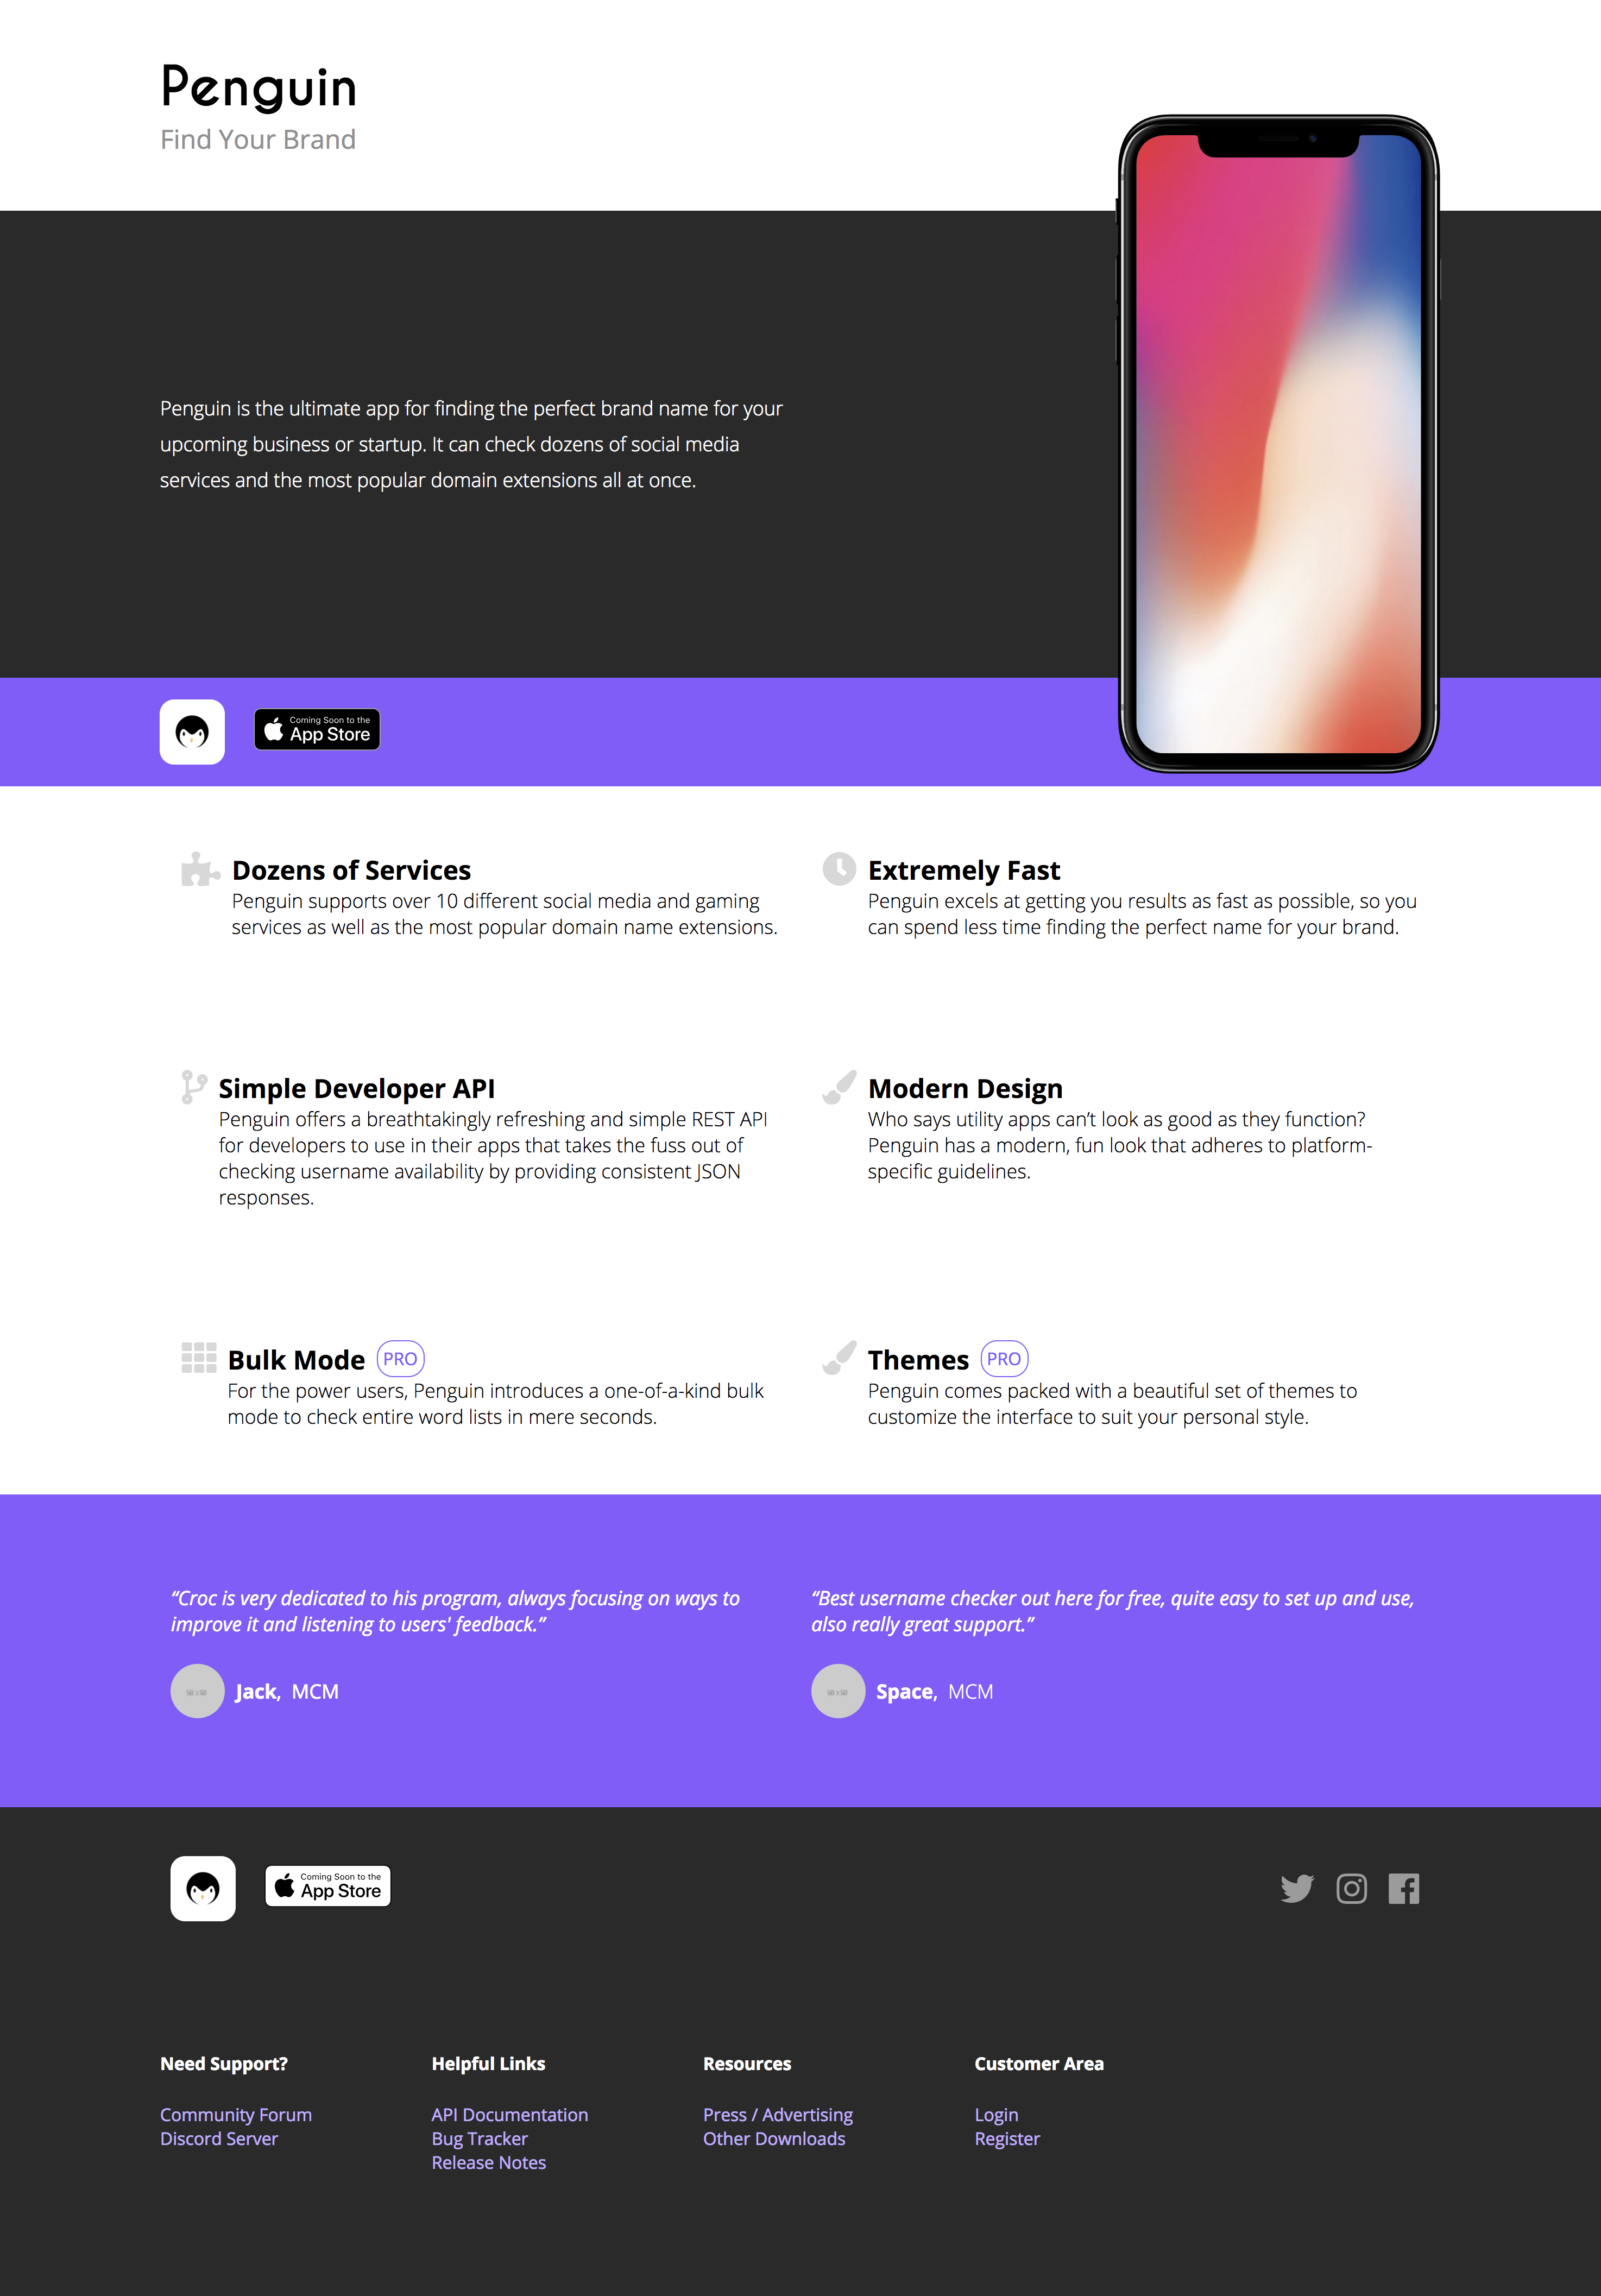 Penguin
Find Your Brand
Penguin is the ultimate app for finding the perfect brand name for your
upcoming business or startup. It can check dozens of social media
services and the most popular domain extensions all at once.
Coming Soon to the
App Store
Dozens of Services
Penguin supports over 10 different social media and gaming
services as well as the most popular domain name extensions.
Extremely Fast
Penguin excels at getting you results as fast as possible, so you
can spend less time finding the perfect name for your brand.
Simple Developer API
Penguin offers a breathtakingly refreshing and simple REST API
for developers to use in their apps that takes the fuss out of
checking username availability by providing consistent JSON
responses.
Modern Design
Who says utility apps can’t look as good as they function?
Penguin has a modern, fun look that adheres to platform-
specific guidelines.
Bulk Mode PRO
For the power users, Penguin introduces a one-of-a-kind bulk
mode to check entire word lists in mere seconds.
Themes PRO
Penguin comes packed with a beautiful set of themes to
customize the interface to suit your personal style.
“Croc is very dedicated to his program, always focusing on ways to
improve it and listening to users' feedback.”
50 x 50
Jack, MCM
“Best username checker out here for free, quite easy to set up and use,
also really great support.”
50 x 50
Space, MCM
Coming Soon to the
App Store
Need Support?
Community Forum
Discord Server
Helpful Links
API Documentation
Bug Tracker
Release Notes
Resources
Press / Advertising
Other Downloads
Customer Area
Login
Register